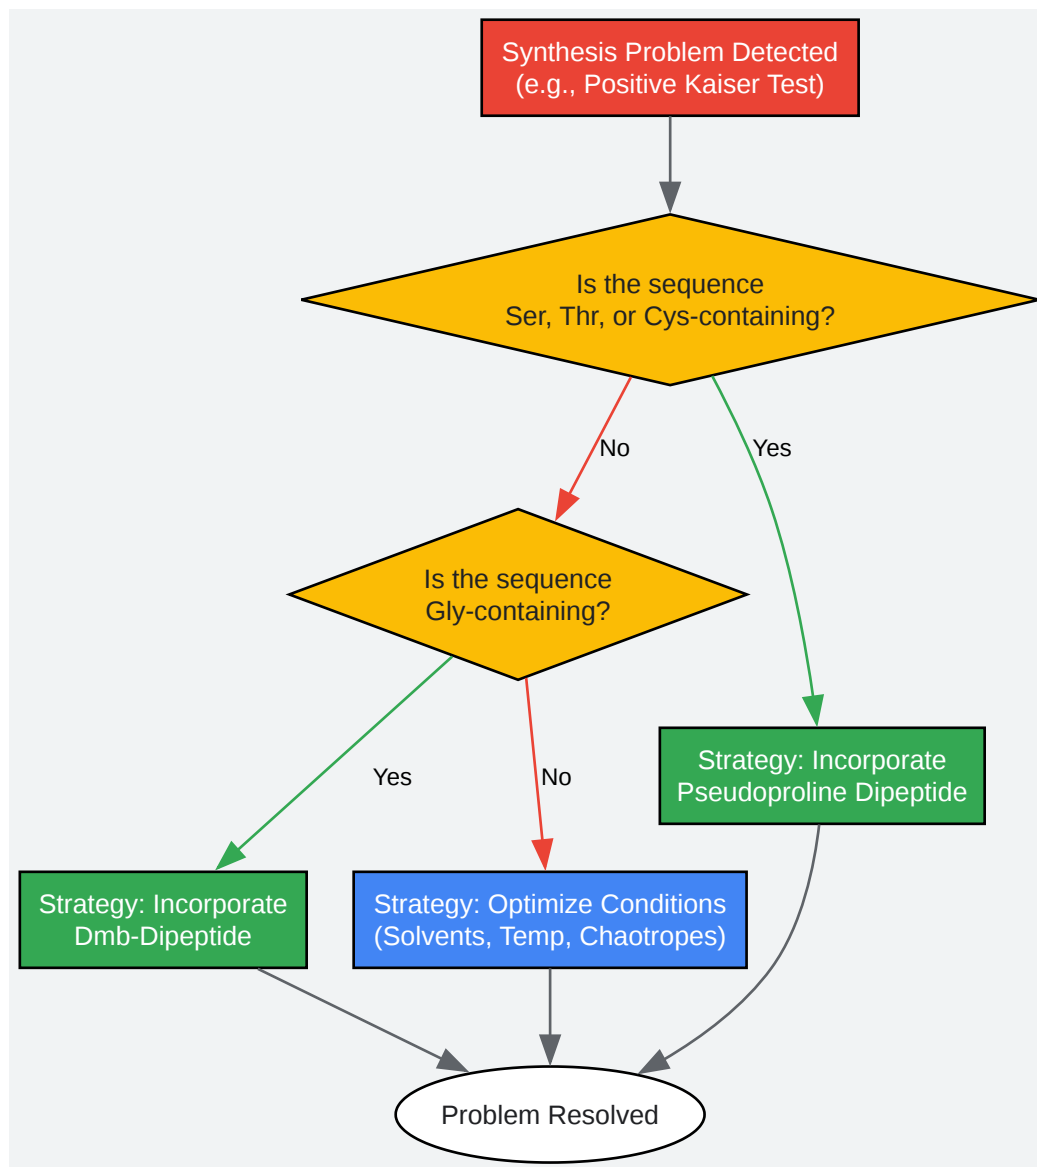 Synthesis Problem Detected
(e.g., Positive Kaiser Test)
Is the sequence
Ser, Thr, or Cys-containing?
No
Yes
Is the sequence
Gly-containing?
Yes
No
Strategy: Incorporate
Pseudoproline Dipeptide
Strategy: Incorporate
Dmb-Dipeptide
Strategy: Optimize Conditions
(Solvents, Temp, Chaotropes)
Problem Resolved